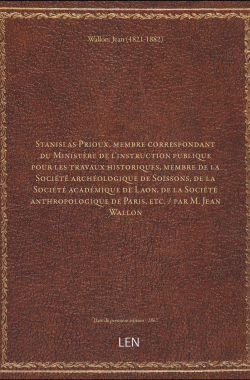 Wallon, Jean (1821-1882)
Stanislas Prioux, membre correspondant
du Ministère de l'instruction publique
pour les travaux historiques, membre de la
Société archéologique de Soissons, de la
Société académique de Laon, de la Société
anthropologique de Paris, etc. / par M. Jean
Wallon
LEN